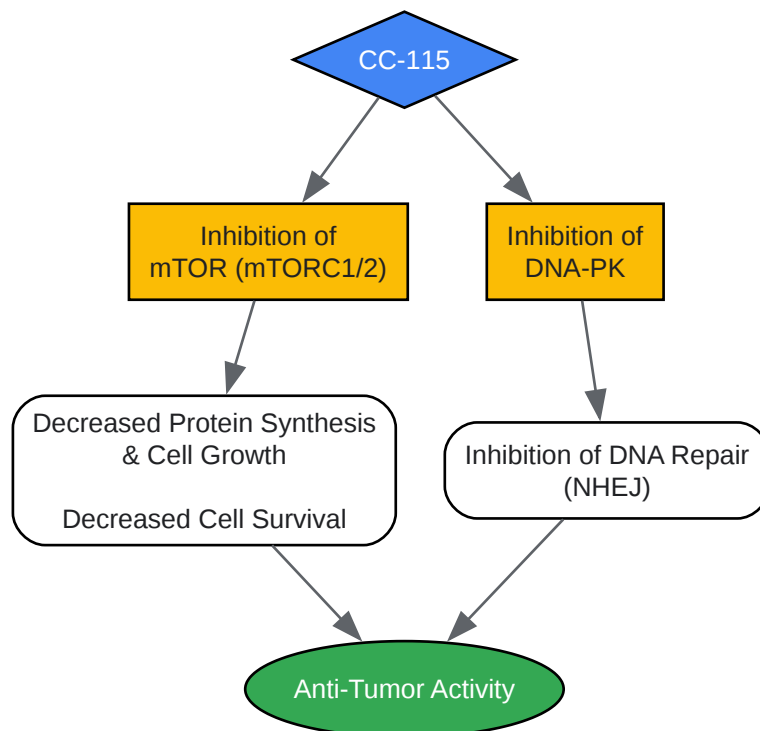 CC-115
Inhibition of
mTOR (mTORC1/2)
Inhibition of
DNA-PK
Decreased Protein Synthesis
& Cell Growth
Decreased Cell Survival
Inhibition of DNA Repair
(NHEJ)
Anti-Tumor Activity